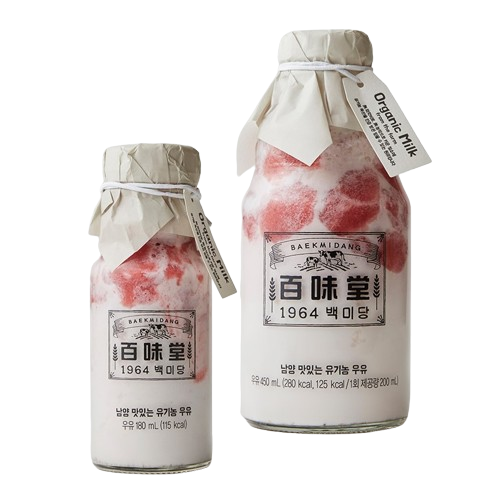 Organic Milk
BAEKMIDANG
百味堂
1964 백미당
남양 맛있는 유기농 우유
우유 180 mL (115 kcal)
Organic Milk
from the farm
BAEKMIDANG
百味堂
1964 백미당
남양 맛있는 유기농 우유
우유 450 mL (280 kcal, 125 kcal / 1회 제공량 200 mL)